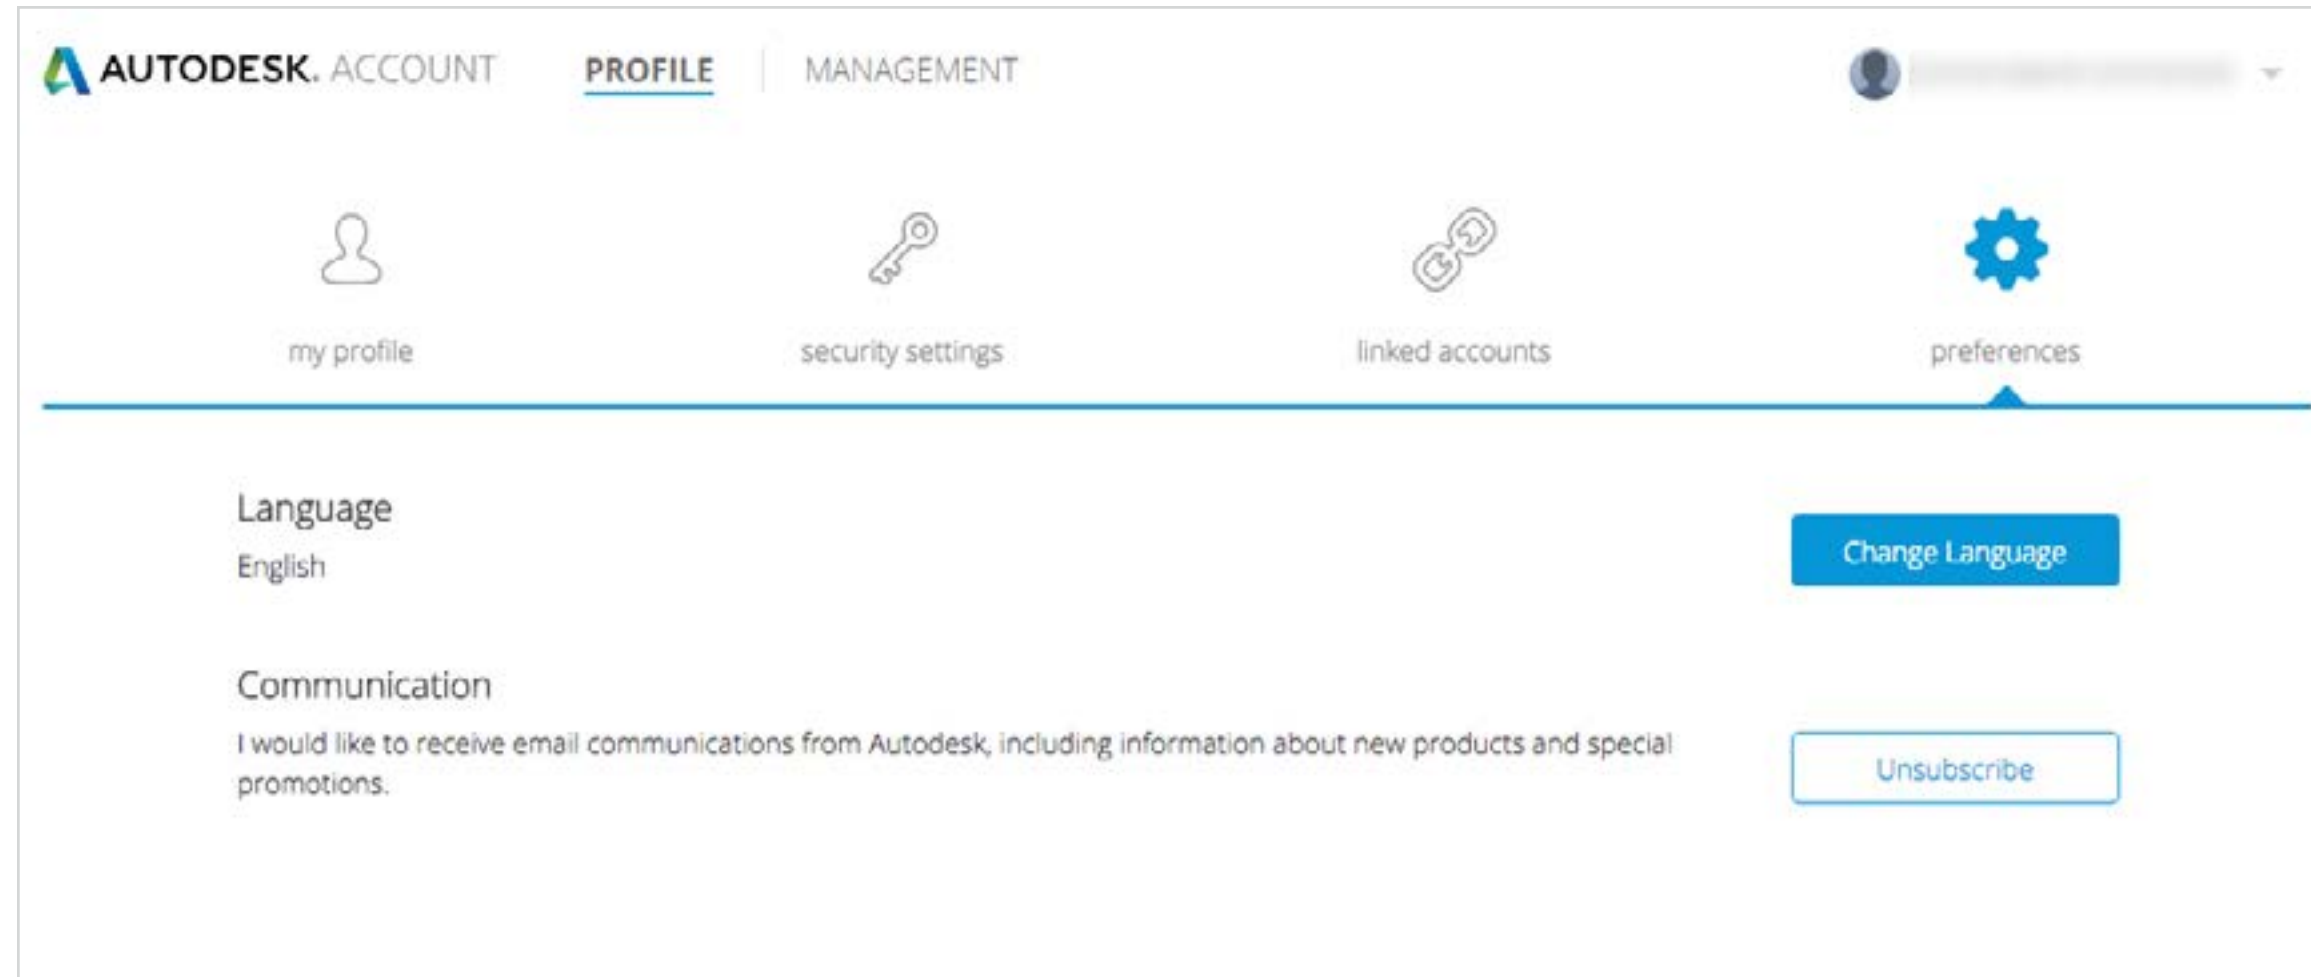 AUTODESK. ACCOUNT PROFILE MANAGEMENT
my profile security settings linked accounts preferences
Language
English
Change Language
Communication
I would like to receive email communications from Autodesk, including information about new products and special
promotions.
Unsubscribe